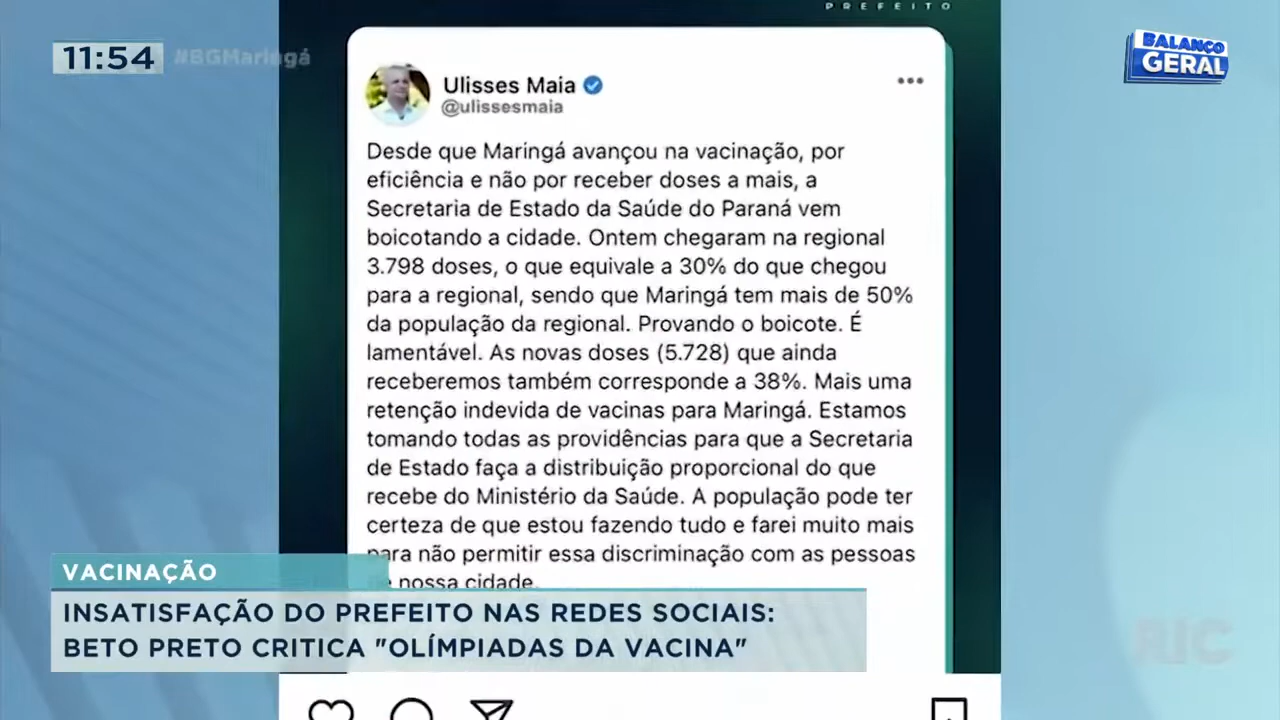 PREFEITO
11:54
#BGMaringá
BALANÇO
GERAL
Ulisses Maia
@ulissesmaia
Desde que Maringá avançou na vacinação, por
eficiência e não por receber doses a mais, a
Secretaria de Estado da Saúde do Paraná vem
boicotando a cidade. Ontem chegaram na regional
3.798 doses, o que equivale a 30% do que chegou
para a regional, sendo que Maringá tem mais de 50%
da população da regional. Provando o boicote. É
lamentável. As novas doses (5.728) que ainda
receberemos também corresponde a 38%. Mais uma
retenção indevida de vacinas para Maringá. Estamos
tomando todas as providências para que a Secretaria
de Estado faça a distribuição proporcional do que
recebe do Ministério da Saúde. A população pode ter
certeza de que estou fazendo tudo e farei muito mais
para não permitir essa discriminação com as pessoas
de nossa cidade.
VACINAÇÃO
INSATISFAÇÃO DO PREFEITO NAS REDES SOCIAIS:
BETO PRETO CRITICA "OLÍMPIADAS DA VACINA"
RIC